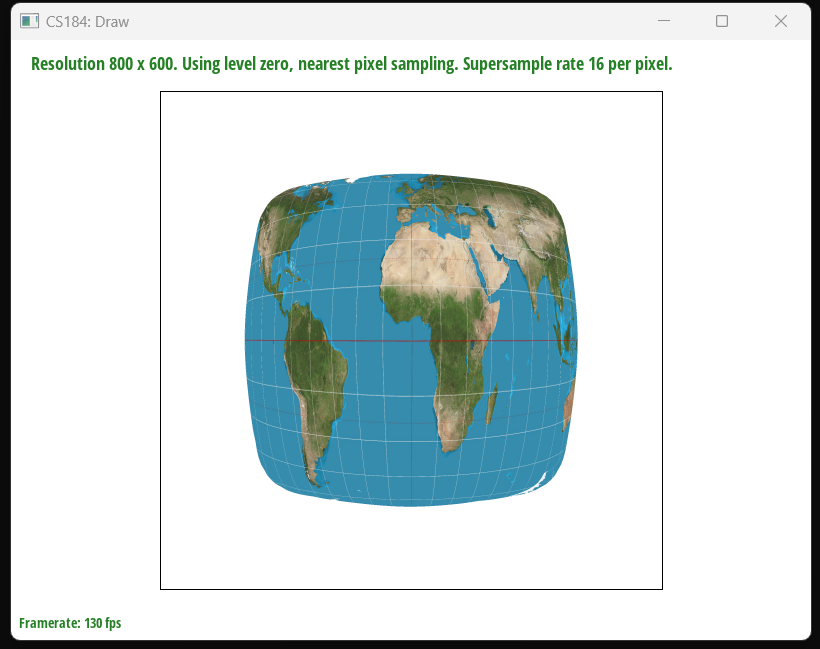 CS184: Draw
Resolution 800 x 600. Using level zero, nearest pixel sampling. Supersample rate 16 per pixel.
Framerate: 130 fps